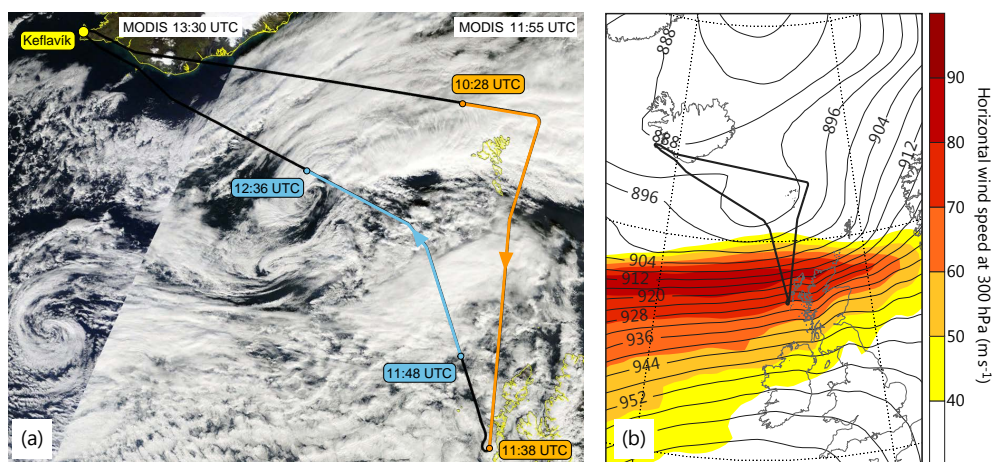 MODIS 13:30 UTC
MODIS 11:55 UTC
Keflavík
10:28 UTC
12:36 UTC
11:48 UTC
11:38 UTC
(a)
888
896
904
912
888
896
904
912
920
928
936
944
952
(b)
90
80
70
60
50
40
Horizontal wind speed at 300 hPa (m s-1)